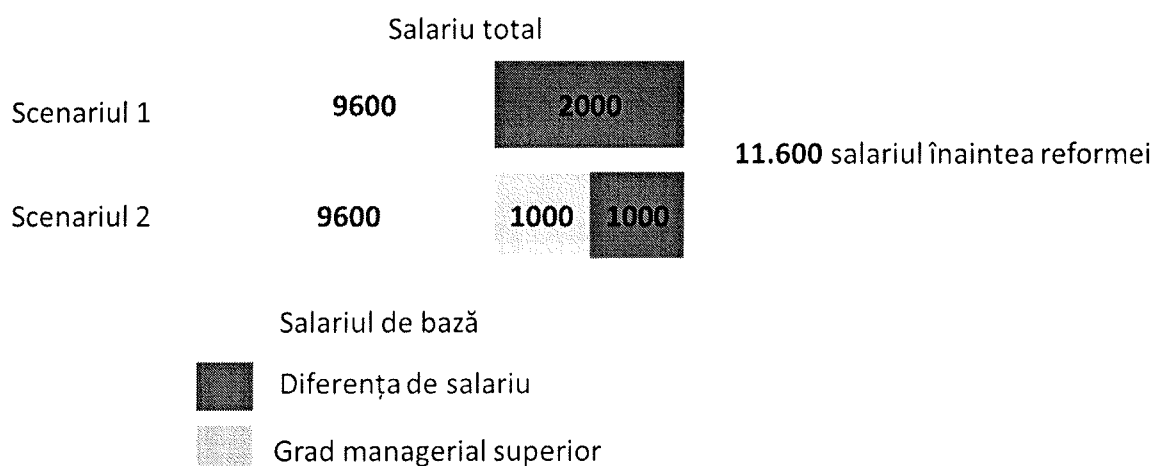 Salariu total
Scenariul 1 9600 2000
11.600 salariul înaintea reformei
Scenariul 2 9600 1000 1000
Salariul de bază
Diferența de salariu
Grad managerial superior